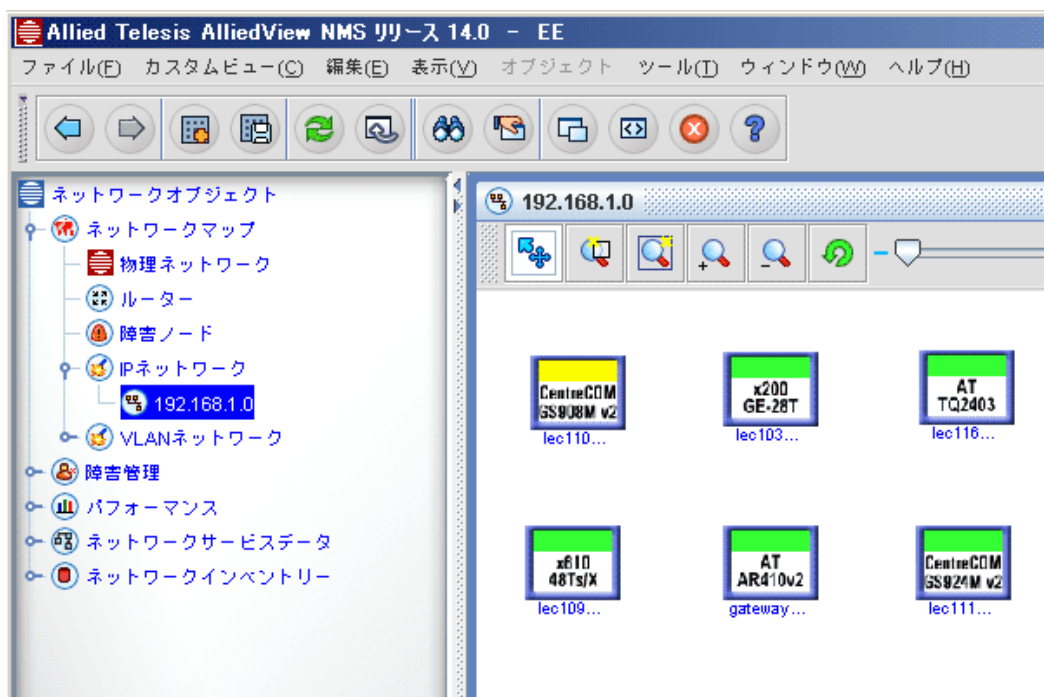 Allied Telesis AlliedView NMS リリース 14.0 - EE
ファイル(F) カスタムビュー(C) 編集(E) 表示(V) オブジェクト ツール(T) ウィンドウ(W) ヘルプ(H)
ネットワークオブジェクト
ネットワークマップ
物理ネットワーク
ルーター
障害ノード
IPネットワーク
192.168.1.0
VLANネットワーク
障害管理
パフォーマンス
ネットワークサービスデータ
ネットワークインベントリー
192.168.1.0
CentreCOM
GS908M v2
lec110...
x200
GE-28T
lec103...
AT
TQ2403
lec116...
x610
48Ts/X
lec109...
AT
AR410v2
gateway...
CentreCOM
GS924M v2
lec111...